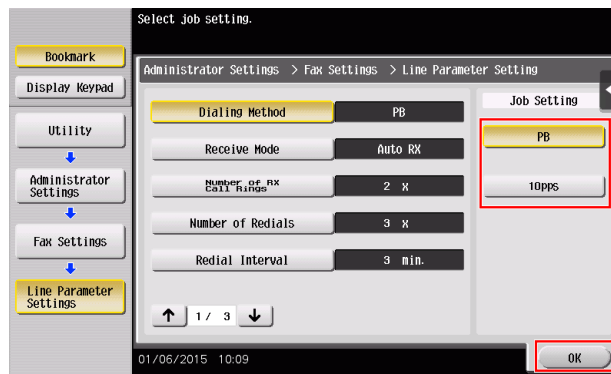 Select job setting.
Bookmark
Display Keypad
Utility
Administrator
Settings
Fax Settings
Line Parameter
Settings
Administrator Settings > Fax Settings > Line Parameter Setting
Dialing Method
PB
Receive Mode
Auto RX
Number of RX
Call Rings
2 X
Number of Redials
3 X
Redial Interval
3 min.
1/ 3
Job Setting
PB
10pps
01/06/2015 10:09
OK